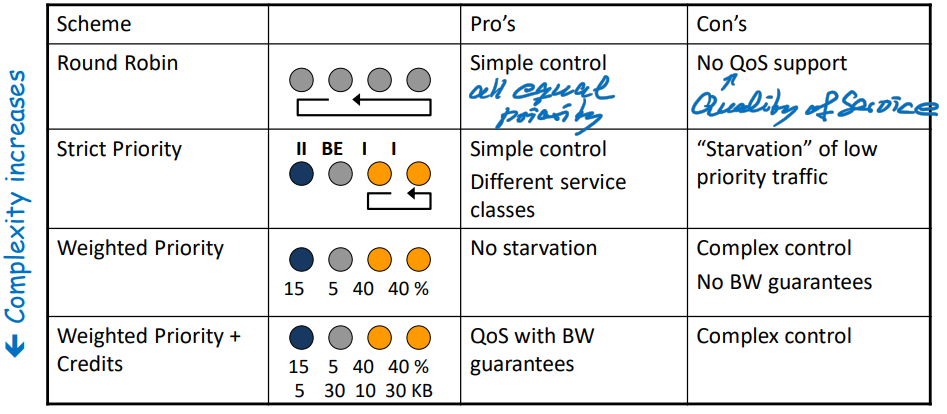 Scheme
Pro’s
Con’s
Round Robin
Simple control
all equal
priority
No QoS support
Quality of Service
Strict Priority
II BE I I
Simple control
Different service
classes
“Starvation” of low
priority traffic
Weighted Priority
15 5 40 40 %
No starvation
Complex control
No BW guarantees
Weighted Priority +
Credits
15 5 40 40 %
5 30 10 30 KB
QoS with BW
guarantees
Complex control
← Complexity increases